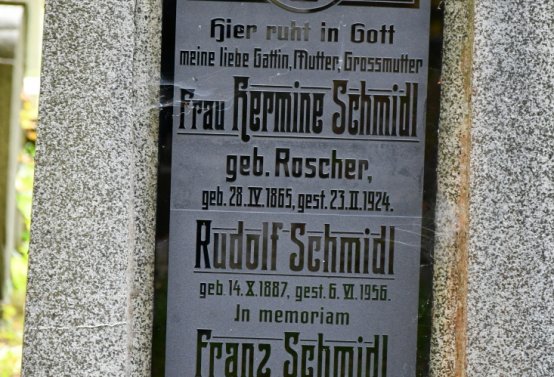 Hier ruht in Gott
meine liebe Gattin, Mutter, Grossmutter
Frau Hermine Schmidl
geb. Roscher,
geb. 28. IV. 1865, gest. 23. II. 1924.
Rudolf Schmidl
geb. 14. X. 1887, gest. 6. VI. 1956.
In memoriam
Franz Schmidl